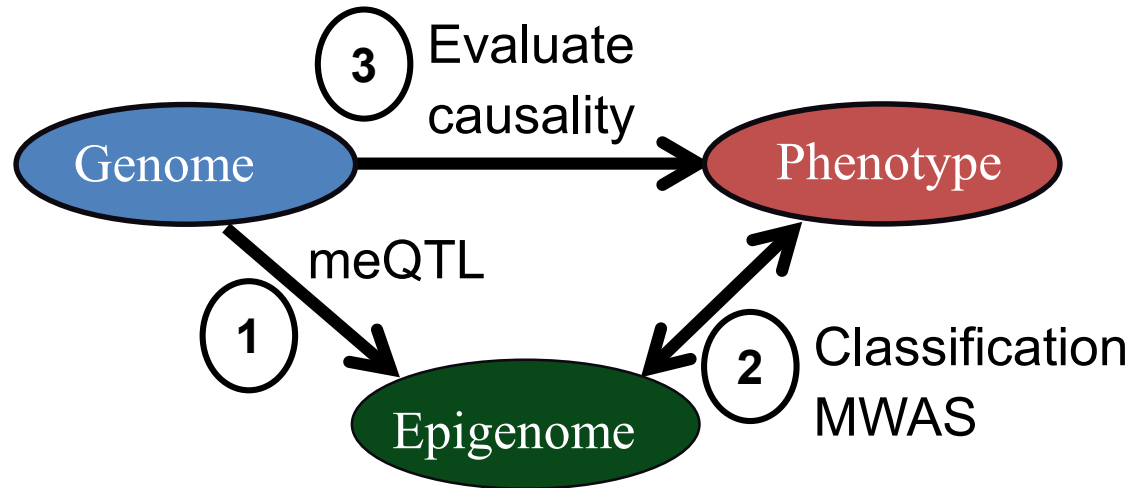 3
Evaluate
causality
Genome
Phenotype
meQTL
1
2
Classification
MWAS
Epigenome